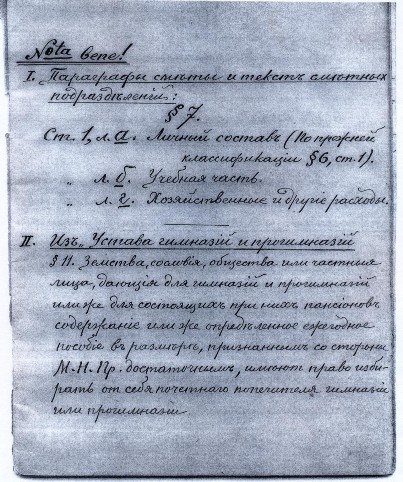 Nota bene!
I. Параграфы смѣты и текстъ смѣтныхъ
подраздѣленій:
§ 7.
Ст. 1, л. а. Личный составъ (По прежней
классификаціи § 6, ст. 1).
„ л. б. Учебная часть.
„ л. г. Хозяйственные и другіе расходы.
II. Изъ „Устава гимназій и прогимназій
§ 11. Земства, сословія, общества или частныя
лица, дающія для гимназій и прогимназій
или же для состоящихъ при нихъ пансіоновъ
содержаніе или же опредѣленное ежегодное
пособіе въ размѣрѣ, признанномъ со стороны
М. Н. Пр. достаточнымъ, имѣютъ право изби-
рать отъ себя почетнаго попечителя гимназіи
или прогимназіи.